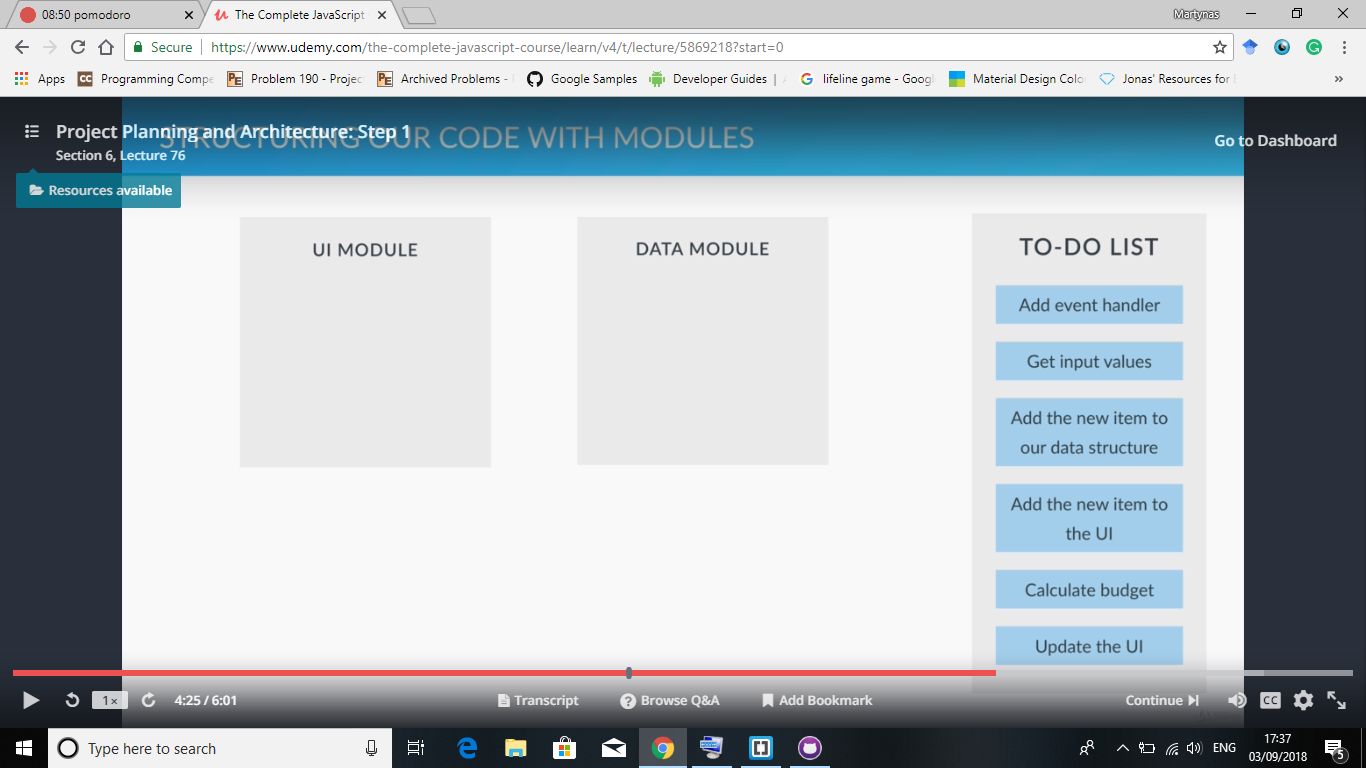 08:50 pomodoro
The Complete JavaScript
Martynas
Secure
https://www.udemy.com/the-complete-javascript-course/learn/v4/t/lecture/5869218?start=0
Apps
CC
Programming Compe
PE
Problem 190 - Projec
PE
Archived Problems -
Google Samples
Developer Guides |
lifeline game - Googl
Material Design Colo
Jonas' Resources for
»
Project Planning and Architecture: Step 1
STRUCTURING OUR CODE WITH MODULES
Section 6, Lecture 76
Go to Dashboard
Resources available
UI MODULE
DATA MODULE
TO-DO LIST
Add event handler
Get input values
Add the new item to
our data structure
Add the new item to
the UI
Calculate budget
Update the UI
1×
4:25 / 6:01
Transcript
Browse Q&A
Add Bookmark
Continue
CC
Type here to search
ENG
17:37
03/09/2018
5